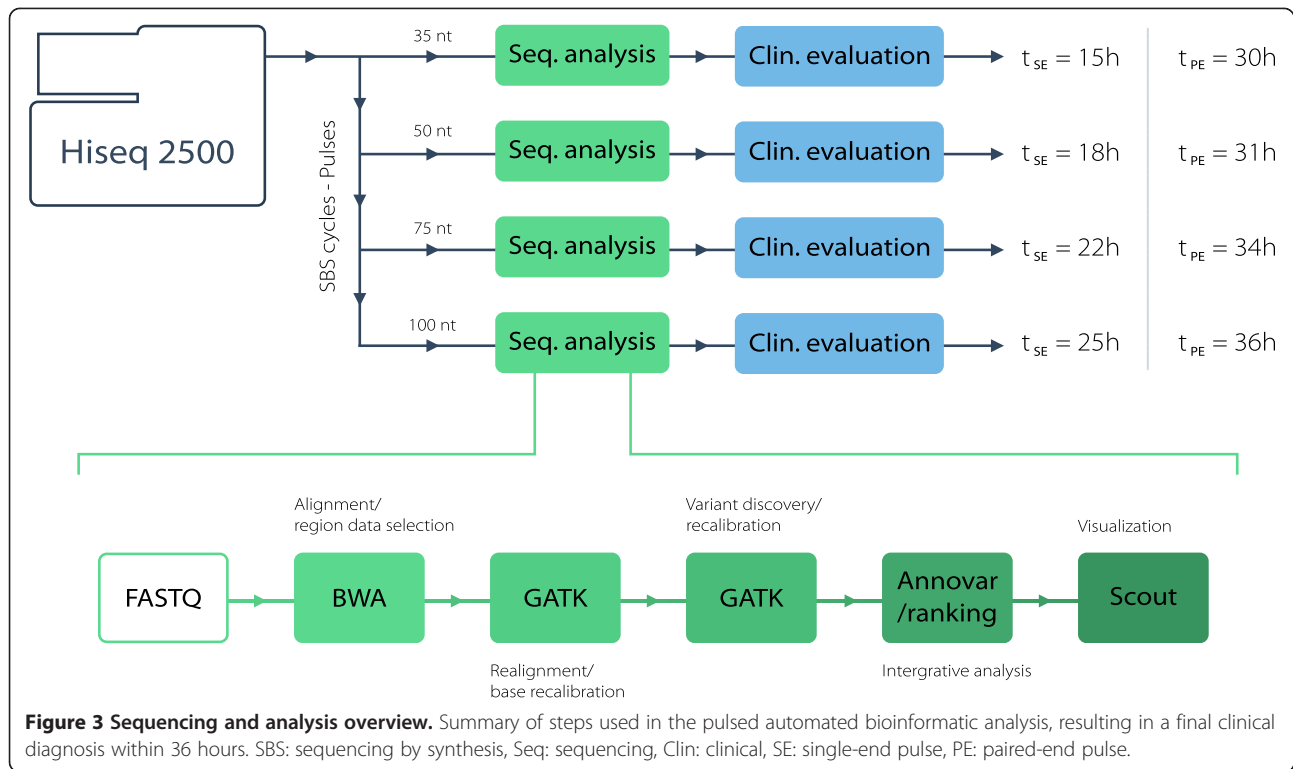 Hiseq 2500
SBS cycles - Pulses
35 nt
Seq. analysis
Clin. evaluation
t SE = 15h
t PE = 30h
50 nt
Seq. analysis
Clin. evaluation
t SE = 18h
t PE = 31h
75 nt
Seq. analysis
Clin. evaluation
t SE = 22h
t PE = 34h
100 nt
Seq. analysis
Clin. evaluation
t SE = 25h
t PE = 36h
FASTQ
Alignment/
region data selection
BWA
GATK
Realignment/
base recalibration
Variant discovery/
recalibration
GATK
Annovar
/ranking
Intergrative analysis
Visualization
Scout
Figure 3 Sequencing and analysis overview. Summary of steps used in the pulsed automated bioinformatic analysis, resulting in a final clinical
diagnosis within 36 hours. SBS: sequencing by synthesis, Seq: sequencing, Clin: clinical, SE: single-end pulse, PE: paired-end pulse.